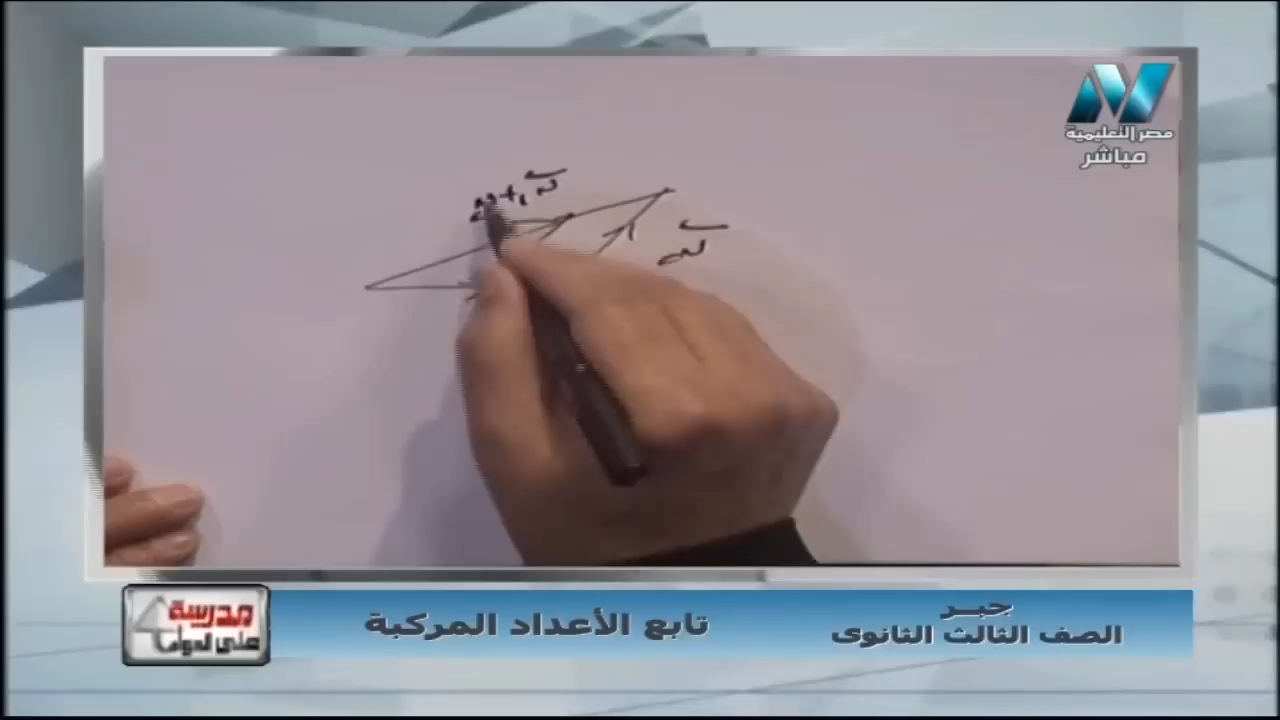 مصر التعليمية
مباشر
جبر
الصف الثالث الثانوى
تابع الأعداد المركبة
مدرسة
على الهواء